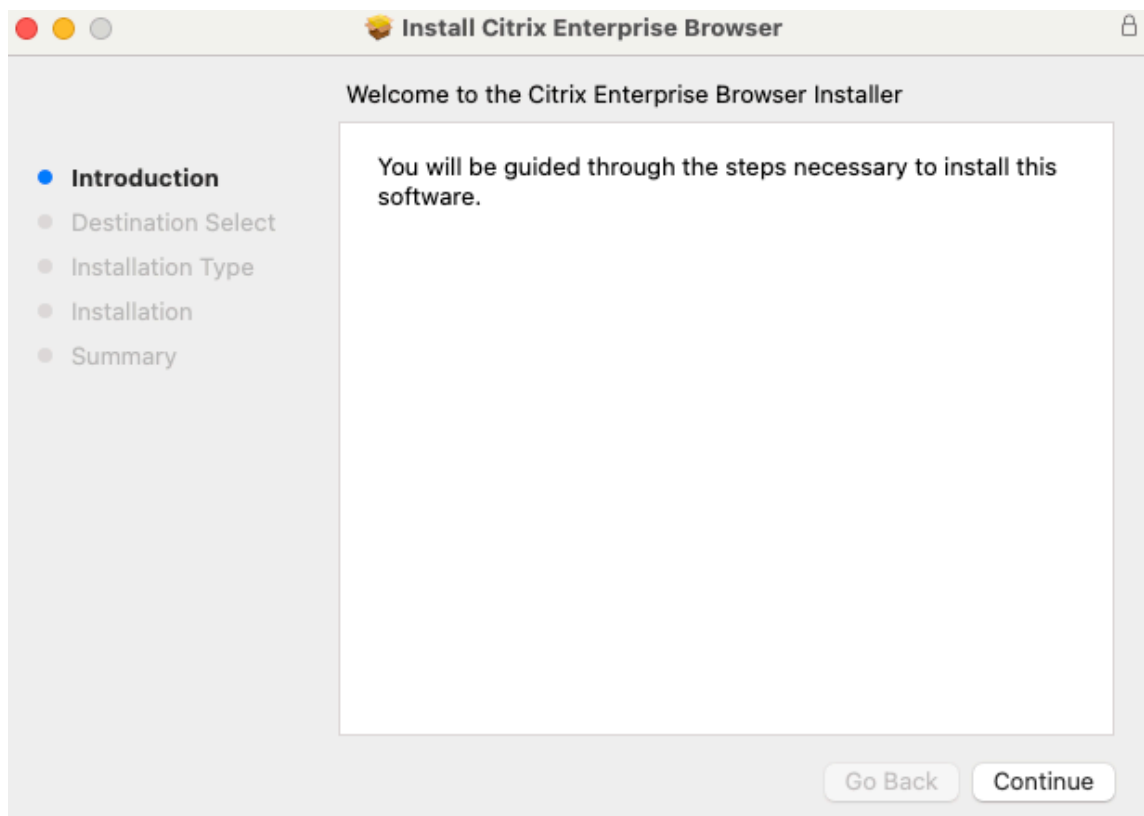 Install Citrix Enterprise Browser
Welcome to the Citrix Enterprise Browser Installer
Introduction
Destination Select
Installation Type
Installation
Summary
You will be guided through the steps necessary to install this
software.
Go Back
Continue